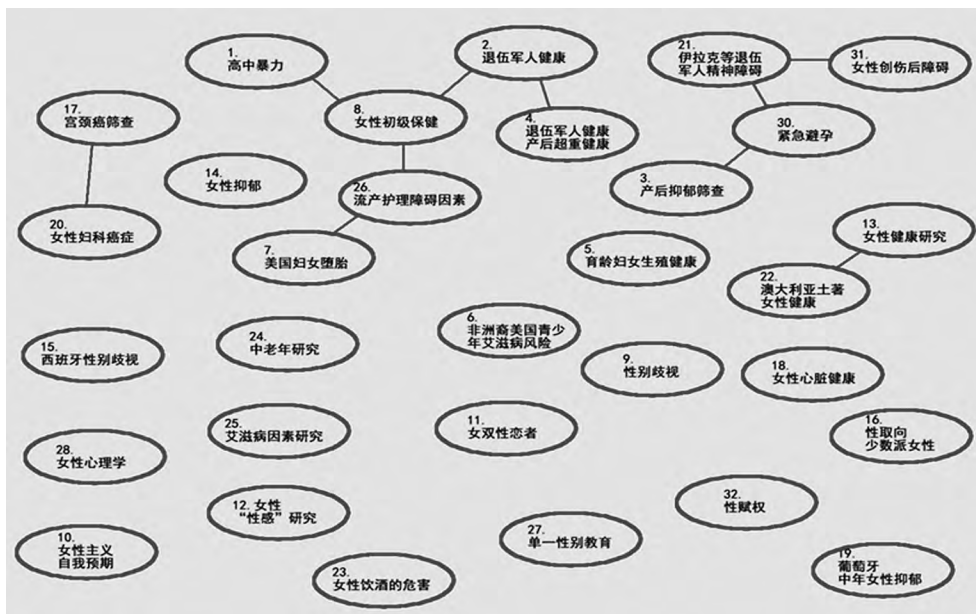 1.
高中暴力
2.
退伍军人健康
21.
伊拉克等退伍
军人精神障碍
31.
女性创伤后障碍
17.
宫颈癌筛查
8.
女性初级保健
4.
退伍军人健康
产后超重健康
30.
紧急避孕
14.
女性抑郁
26.
流产护理障碍因素
3.
产后抑郁筛查
20.
女性妇科癌症
7.
美国妇女堕胎
5.
育龄妇女生殖健康
13.
女性健康研究
22.
澳大利亚土著
女性健康
15.
西班牙性别歧视
24.
中老年研究
6.
非洲裔美国青少
年艾滋病风险
9.
性别歧视
18.
女性心脏健康
25.
艾滋病因素研究
11.
女双性恋者
16.
性取向
少数派女性
28.
女性心理学
12. 女性
“性感”研究
32.
性赋权
10.
女性主义
自我预期
27.
单一性别教育
23.
女性饮酒的危害
19.
葡萄牙
中年女性抑郁